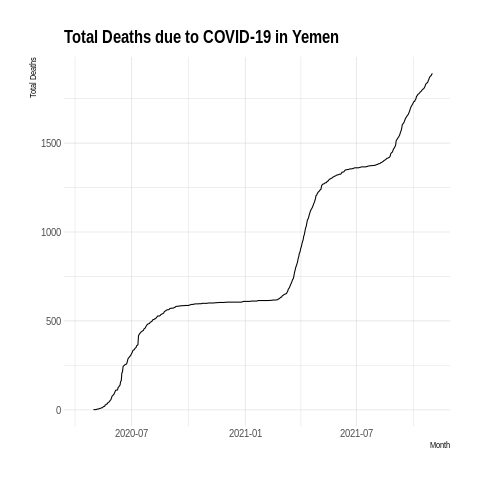 Total Deaths due to COVID-19 in Yemen
Total Deaths
1500
1000
500
0
2020-07 2021-01 2021-07
Month